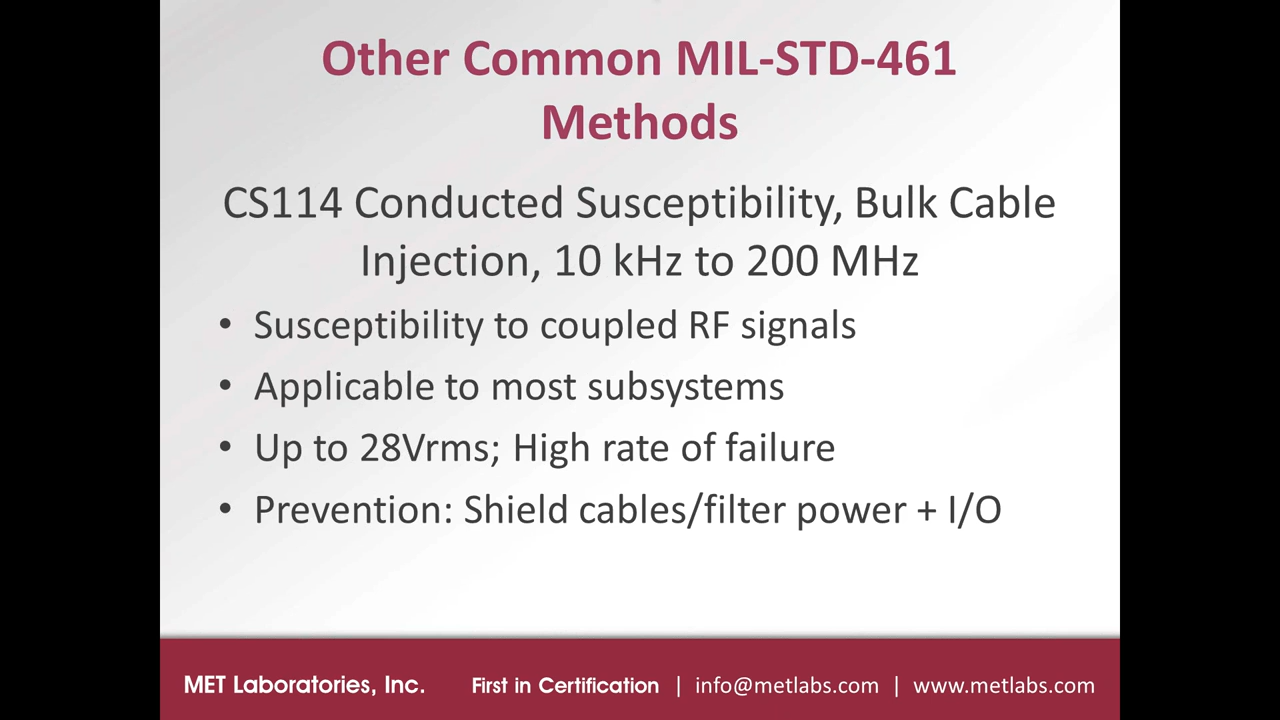 Other Common MIL-STD-461
Methods
CS114 Conducted Susceptibility, Bulk Cable
Injection, 10 kHz to 200 MHz
• Susceptibility to coupled RF signals
• Applicable to most subsystems
• Up to 28Vrms; High rate of failure
• Prevention: Shield cables/filter power + I/O
MET Laboratories, Inc. First in Certification | info@metlabs.com | www.metlabs.com